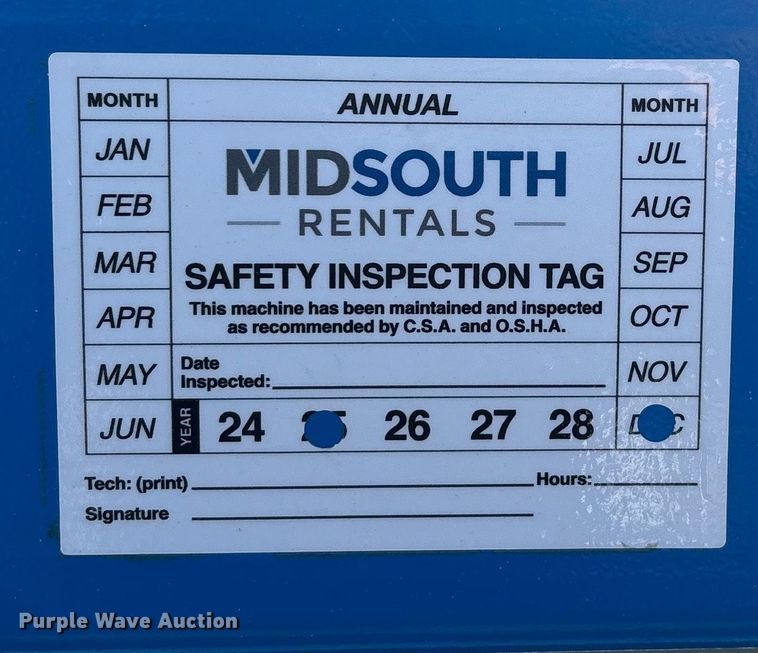 MONTH ANNUAL MONTH
JAN JUL
MIDSOUTH
FEB AUG
RENTALS
MAR SEP
SAFETY INSPECTION TAG
This machine has been maintained and inspected
APR OCT
as recommended by C.S.A. and O.S.H.A.
Date
MAY NOV
Inspected:
JUN YEAR 24 25 26 27 28 DEC
Tech: (print) Hours:
Signature
Purple Wave Auction